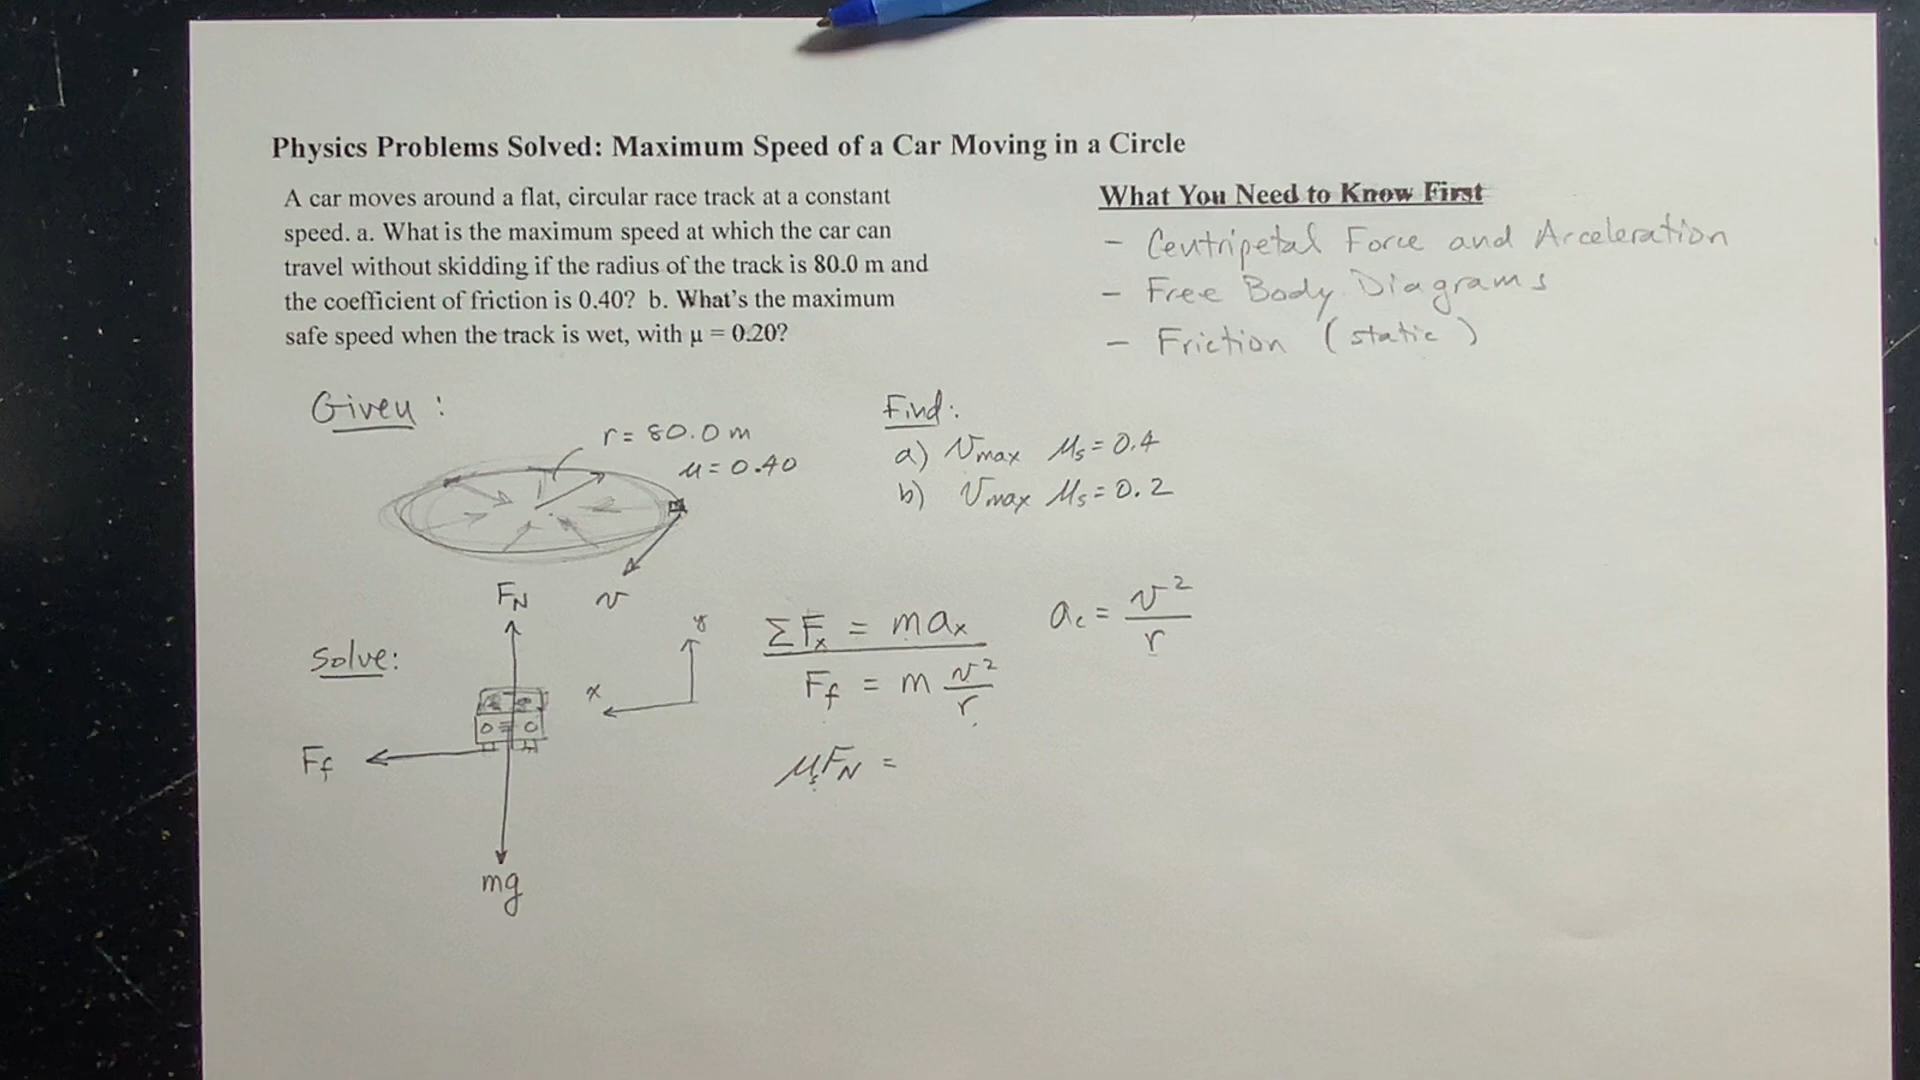 Physics Problems Solved: Maximum Speed of a Car Moving in a Circle
A car moves around a flat, circular race track at a constant
speed. a. What is the maximum speed at which the car can
travel without skidding if the radius of the track is 80.0 m and
the coefficient of friction is 0.40? b. What's the maximum
safe speed when the track is wet, with μ = 0.20?
What You Need to Know First
- Centripetal Force and Acceleration
- Free Body Diagrams
- Friction (static)
Given:
r = 80.0 m
μ = 0.40
v
Find:
a) vmax μs = 0.4
b) vmax μs = 0.2
Solve:
FN
Ff
mg
y
x
ΣFx = max
Ff = m v²/r
μsFN =
ac = v²/r